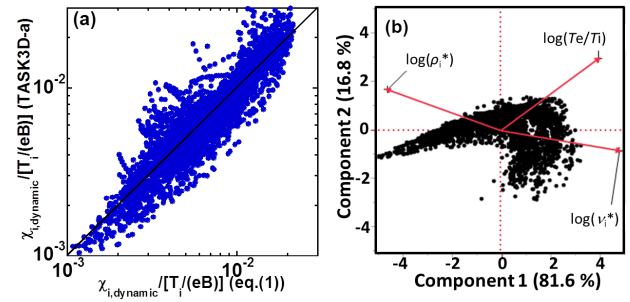 (a)
χi,dynamic/[Ti/(eB)] (TASK3D-a)
10^-2
10^-3
10^-3
10^-2
χi,dynamic/[Ti/(eB)] (eq.(1))
(b)
log(Te/Ti)
log(ρi*)
log(νi*)
Component 2 (16.8 %)
4
2
0
-2
-4
-4
-2
0
2
4
Component 1 (81.6 %)